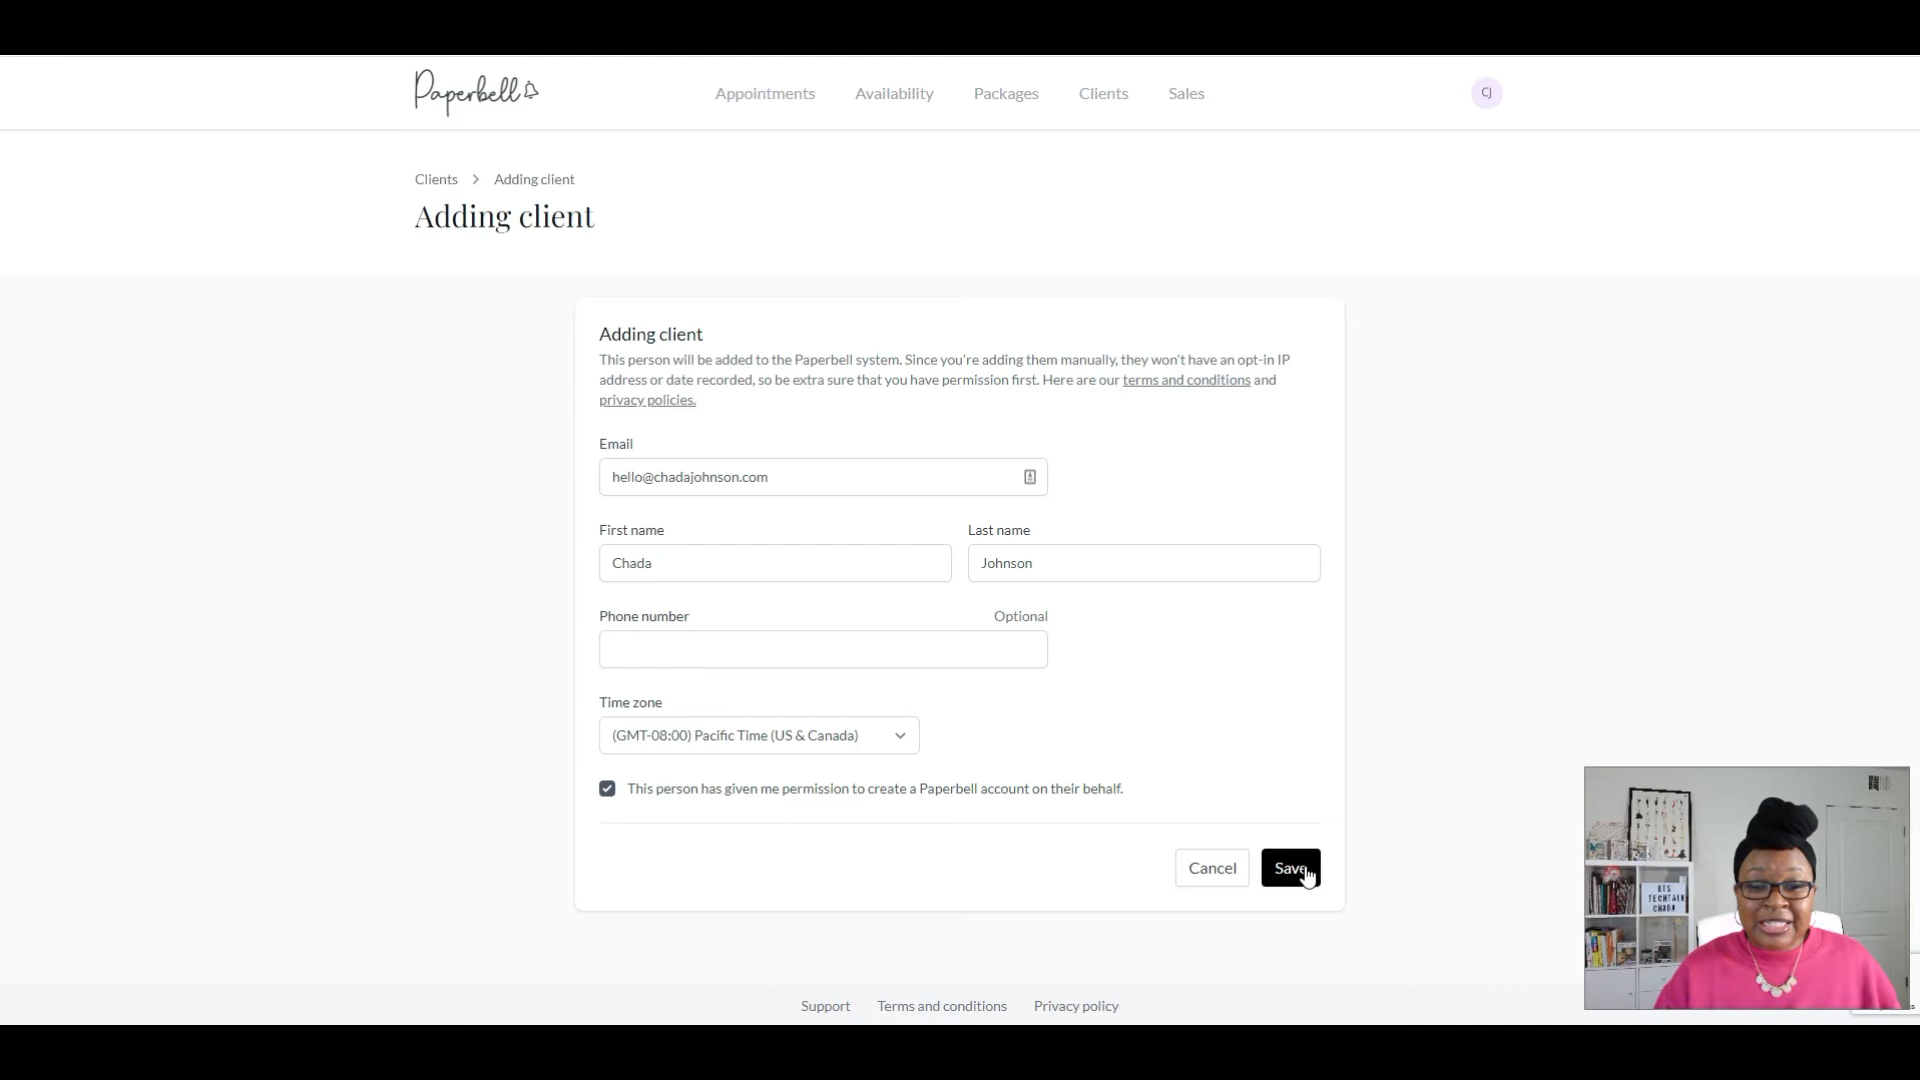 Paperbell
Appointments
Availability
Packages
Clients
Sales
CJ
Clients > Adding client
Adding client
Adding client
This person will be added to the Paperbell system. Since you're adding them manually, they won't have an opt-in IP
address or date recorded, so be extra sure that you have permission first. Here are our terms and conditions and
privacy policies.
Email
hello@chadajohnson.com
First name
Last name
Chada
Johnson
Phone number
Optional
Time zone
(GMT-08:00) Pacific Time (US & Canada)
This person has given me permission to create a Paperbell account on their behalf.
Cancel
Save
BTS
TECHTAIN
CHADA
Support
Terms and conditions
Privacy policy